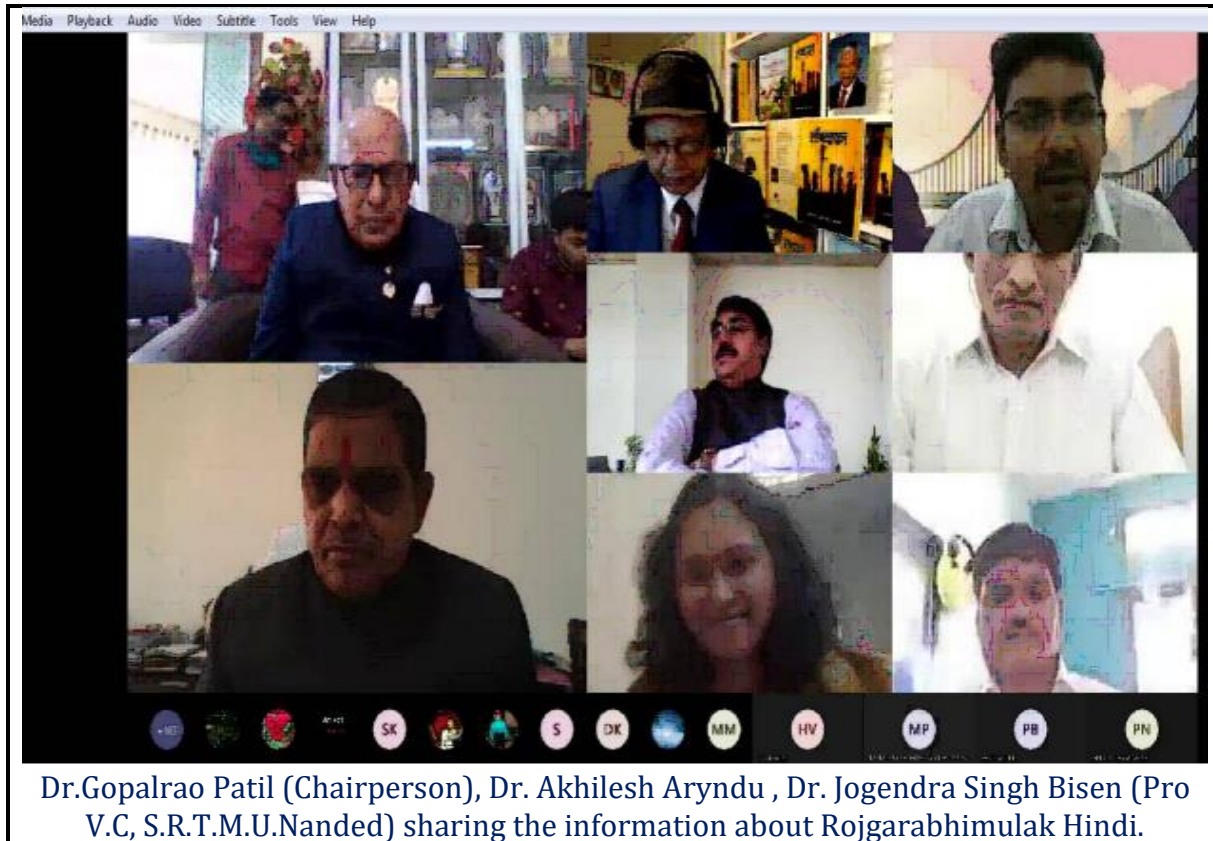 Media Playback Audio Video Subtitle Tools View Help
SK
S
DK
MM
HV
MP
PB
PN
Dr.Gopalrao Patil (Chairperson), Dr. Akhilesh Aryndu , Dr. Jogendra Singh Bisen (Pro
V.C, S.R.T.M.U.Nanded) sharing the information about Rojgarabhimulak Hindi.